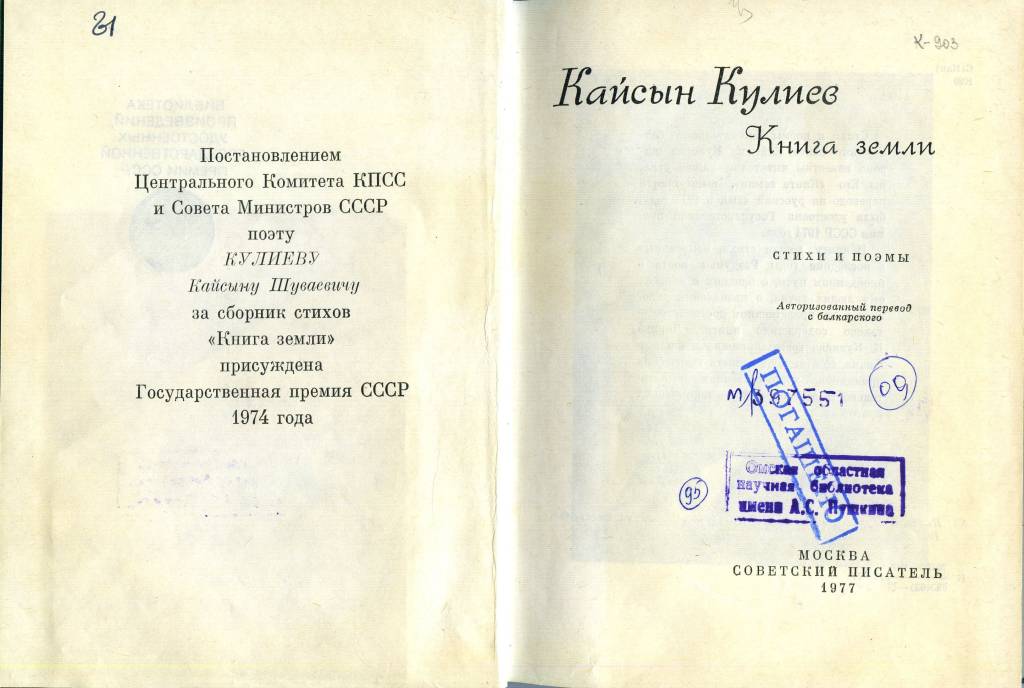 21
Постановлением
Центрального Комитета КПСС
и Совета Министров СССР
поэту
КУЛИЕВУ
Кайсыну Шуваевичу
за сборник стихов
«Книга земли»
присуждена
Государственная премия СССР
1974 года
К-903
Кайсын Кулиев
Книга земли
СТИХИ И ПОЭМЫ
Авторизованный перевод
с балкарского
09
ПОГАШЕНО
95
Омская областная
научная библиотека
имени А.С. Пушкина
МОСКВА
СОВЕТСКИЙ ПИСАТЕЛЬ
1977